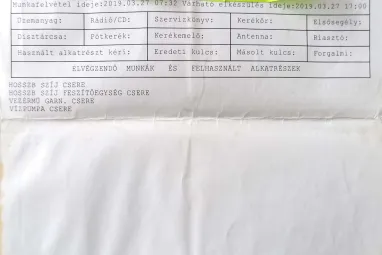 Munkafelvétel ideje:2019.03.27 07:32 Várható elkészülés ideje:2019.03.27 17:00
Üzemanyag: Rádió/CD: Szervizkönyv: Kerékőr: Elsősegély:
Dísztárcsa: Pótkerék: Kerékemelő: Antenna: Riasztó:
Használt alkatrészt kéri: Eredeti kulcs: Másolt kulcs: Forgalmi:
ELVÉGZENDŐ MUNKÁK ÉS FELHASZNÁLT ALKATRÉSZEK
HOSSZB SZÍJ CSERE
HOSSZB SZÍJ FESZÍTŐEGYSÉG CSERE
VEZÉRMŰ GARN. CSERE
VÍZPUMPA CSERE